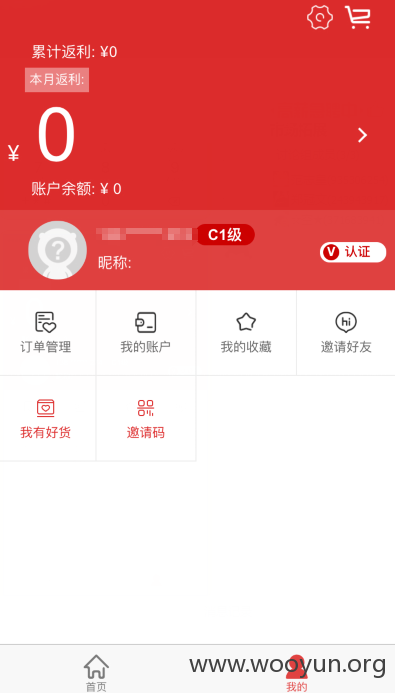 累计返利: ¥0
本月返利:
¥ 0
账户余额: ¥ 0
C1级
昵称:
V 认证
订单管理
我的账户
我的收藏
hi
邀请好友
我有好货
邀请码
首页
我的
www.wooyun.org